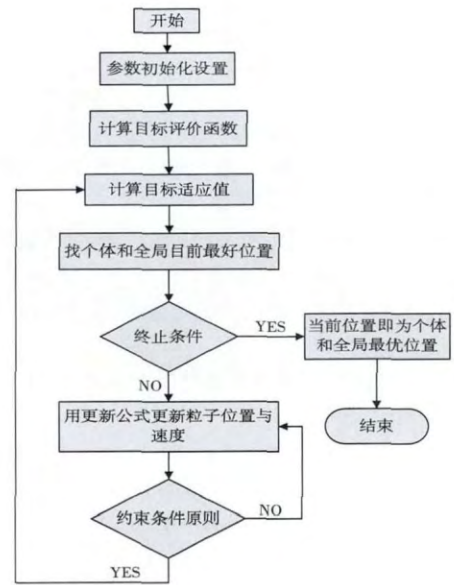 开始
参数初始化设置
计算目标评价函数
计算目标适应值
找个体和全局目前最好位置
终止条件
YES
当前位置即为个体
和全局最优位置
NO
结束
用更新公式更新粒子位置与
速度
约束条件原则
NO
YES